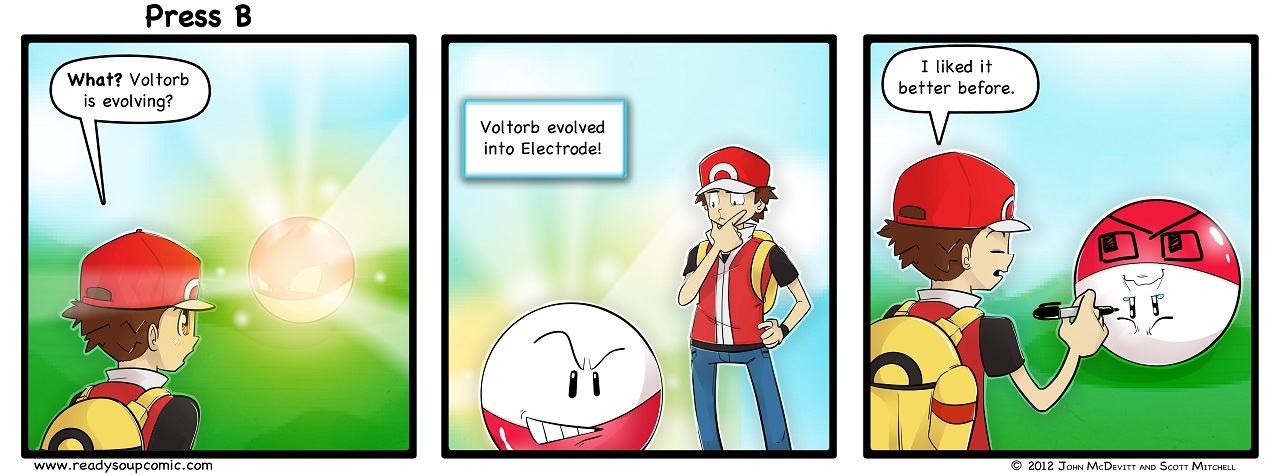 Press B
What? Voltorb
is evolving?
Voltorb evolved
into Electrode!
I liked it
better before.
www.readysoupcomic.com
© 2012 John McDevitt and Scott Mitchell